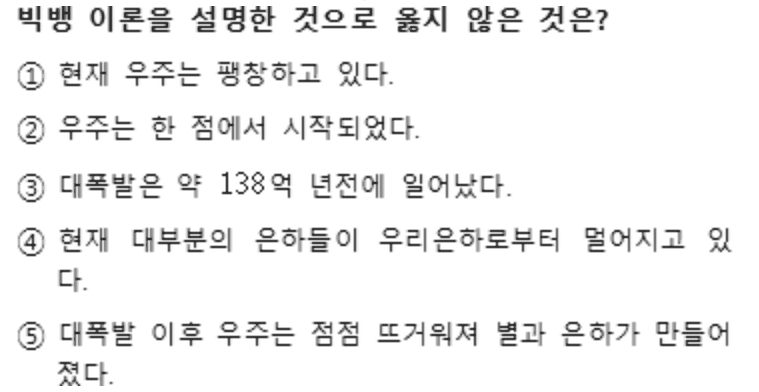 빅뱅 이론을 설명한 것으로 옳지 않은 것은?
① 현재 우주는 팽창하고 있다.
② 우주는 한 점에서 시작되었다.
③ 대폭발은 약 138억 년전에 일어났다.
④ 현재 대부분의 은하들이 우리은하로부터 멀어지고 있
다.
⑤ 대폭발 이후 우주는 점점 뜨거워져 별과 은하가 만들어
졌다.